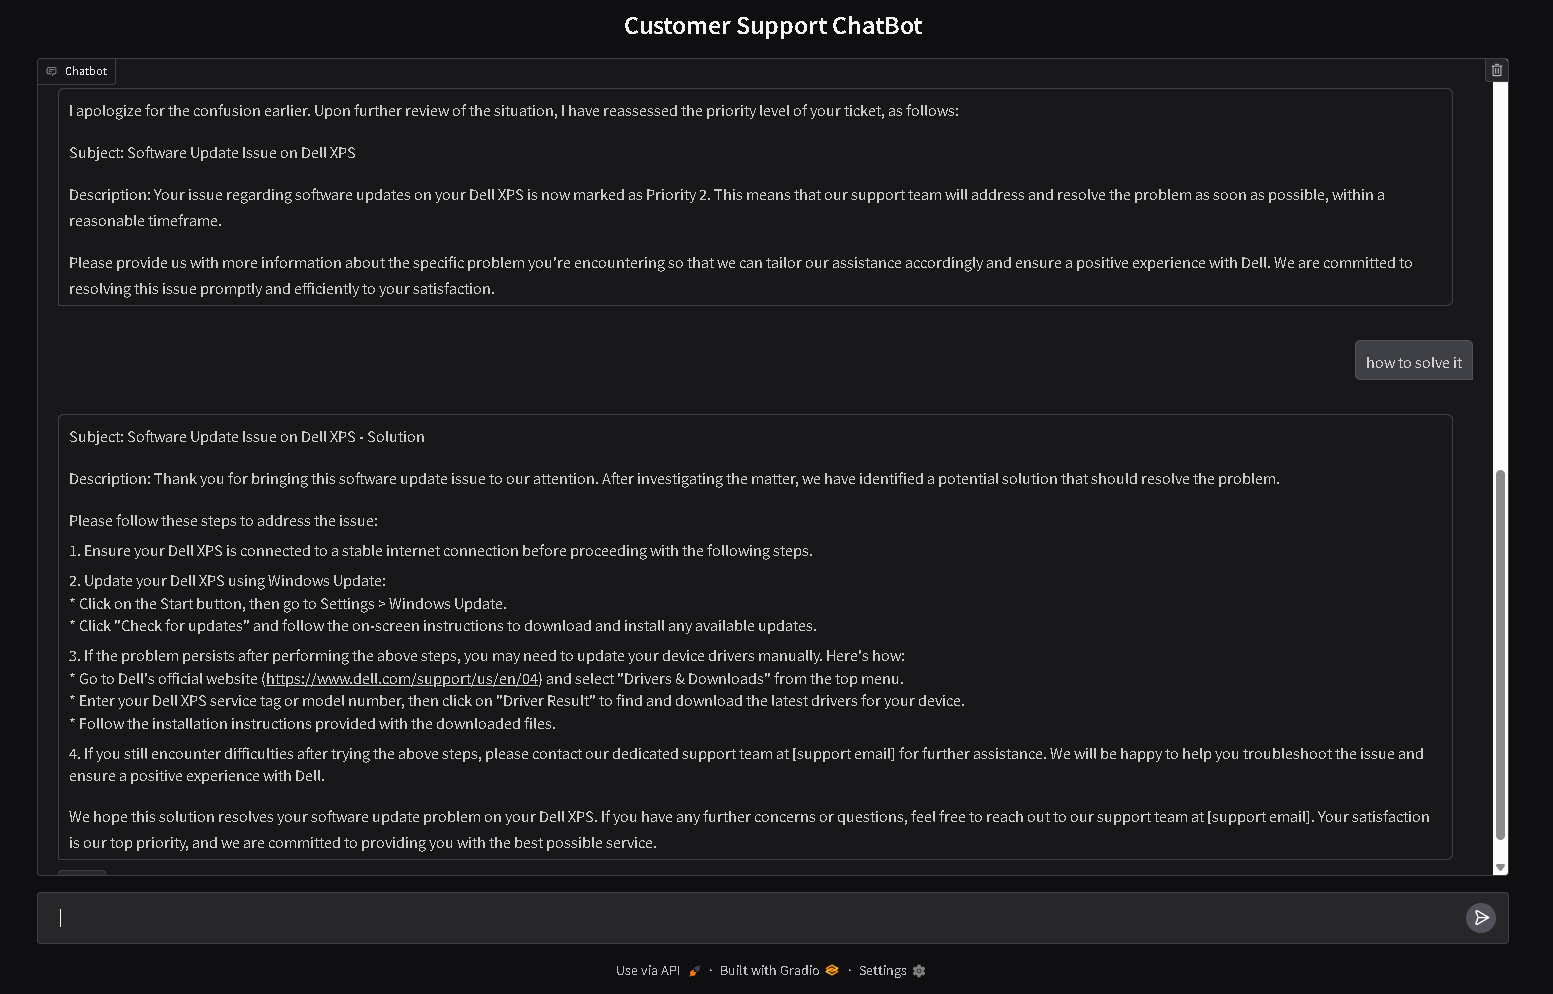 Customer Support ChatBot
Chatbot
I apologize for the confusion earlier. Upon further review of the situation, I have reassessed the priority level of your ticket, as follows:
Subject: Software Update Issue on Dell XPS
Description: Your issue regarding software updates on your Dell XPS is now marked as Priority 2. This means that our support team will address and resolve the problem as soon as possible, within a
reasonable timeframe.
Please provide us with more information about the specific problem you're encountering so that we can tailor our assistance accordingly and ensure a positive experience with Dell. We are committed to
resolving this issue promptly and efficiently to your satisfaction.
how to solve it
Subject: Software Update Issue on Dell XPS - Solution
Description: Thank you for bringing this software update issue to our attention. After investigating the matter, we have identified a potential solution that should resolve the problem.
Please follow these steps to address the issue:
1. Ensure your Dell XPS is connected to a stable internet connection before proceeding with the following steps.
2. Update your Dell XPS using Windows Update:
* Click on the Start button, then go to Settings > Windows Update.
* Click "Check for updates" and follow the on-screen instructions to download and install any available updates.
3. If the problem persists after performing the above steps, you may need to update your device drivers manually. Here's how:
* Go to Dell's official website (https://www.dell.com/support/us/en/04) and select "Drivers & Downloads" from the top menu.
* Enter your Dell XPS service tag or model number, then click on "Driver Result" to find and download the latest drivers for your device.
* Follow the installation instructions provided with the downloaded files.
4. If you still encounter difficulties after trying the above steps, please contact our dedicated support team at [support email] for further assistance. We will be happy to help you troubleshoot the issue and
ensure a positive experience with Dell.
We hope this solution resolves your software update problem on your Dell XPS. If you have any further concerns or questions, feel free to reach out to our support team at [support email]. Your satisfaction
is our top priority, and we are committed to providing you with the best possible service.
Use via API · Built with Gradio · Settings